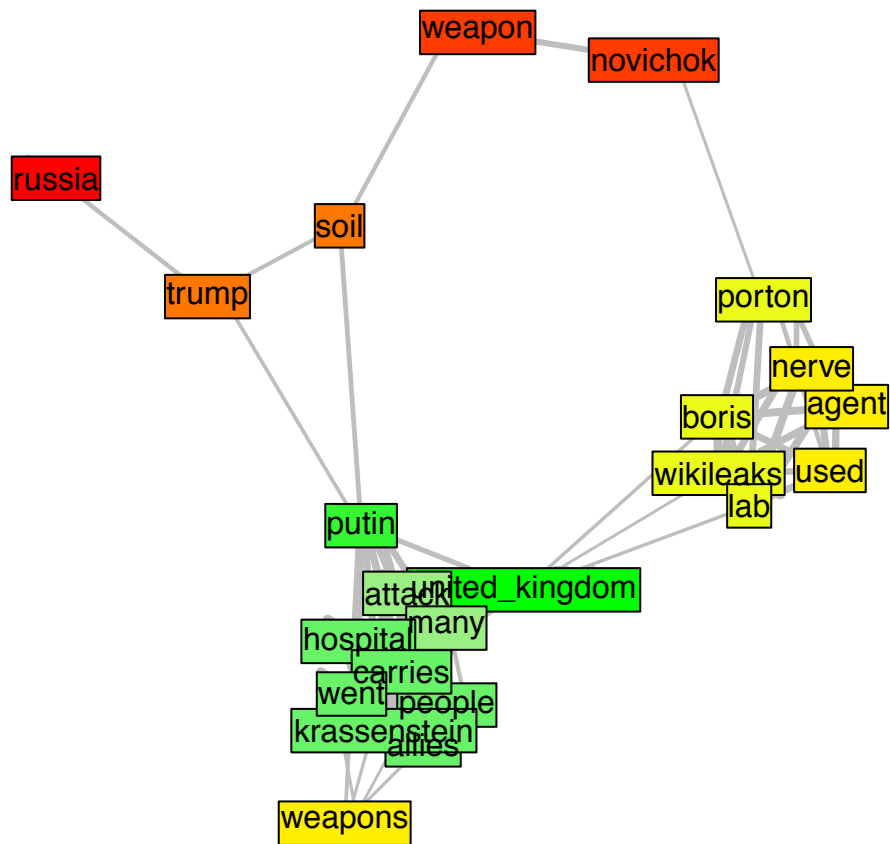 weapon
novichok
russia
soil
trump
porton
nerve
agent
boris
wikileaks
used
lab
putin
united_kingdom
attack
many
hospital
carries
went
people
krassenstein
allies
weapons